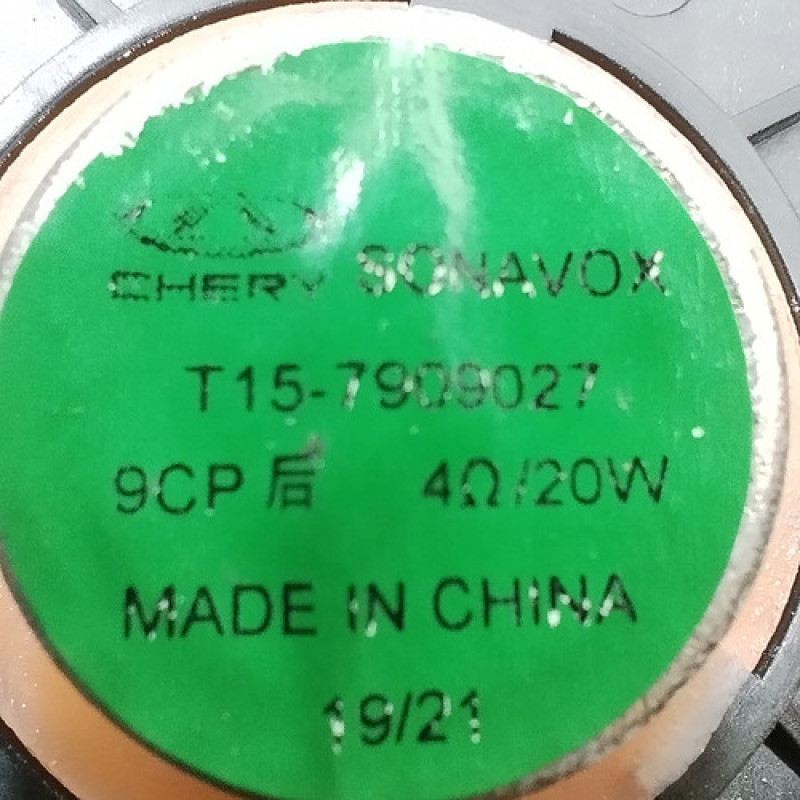 CHERY SONAVOX
T15-7909027
9CP 后 4Ω/20W
MADE IN CHINA
19/21